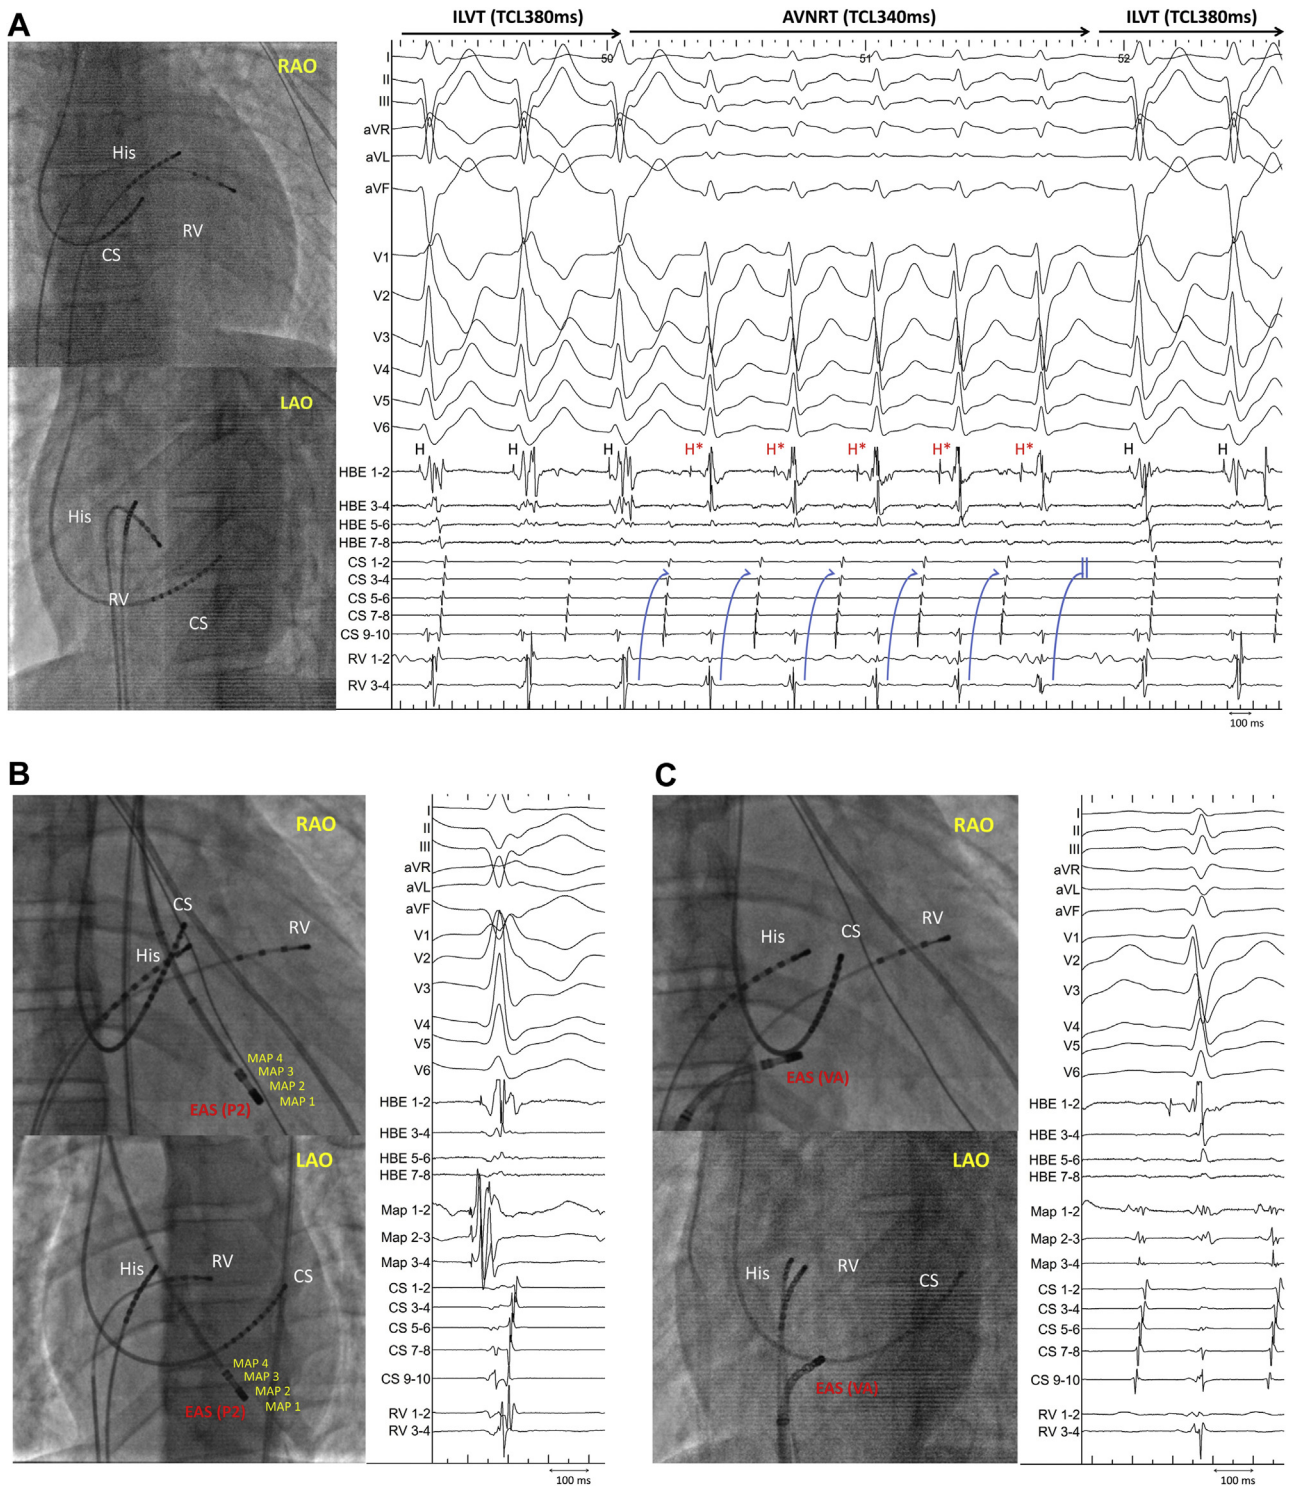 A
ILVT (TCL380ms)
AVNRT (TCL340ms)
ILVT (TCL380ms)
RAO
His
RV
CS
LAO
His
RV
CS
50
51
52
I
II
III
aVR
aVL
aVF
V1
V2
V3
V4
V5
V6
H
H
H
H*
H*
H*
H*
H*
H
H
HBE 1-2
HBE 3-4
HBE 5-6
HBE 7-8
CS 1-2
CS 3-4
CS 5-6
CS 7-8
CS 9-10
RV 1-2
RV 3-4
100 ms
B
RAO
CS
RV
His
MAP 4
MAP 3
MAP 2
MAP 1
EAS (P2)
LAO
His
RV
CS
MAP 4
MAP 3
MAP 2
MAP 1
EAS (P2)
I
II
III
aVR
aVL
aVF
V1
V2
V3
V4
V5
V6
HBE 1-2
HBE 3-4
HBE 5-6
HBE 7-8
Map 1-2
Map 2-3
Map 3-4
CS 1-2
CS 3-4
CS 5-6
CS 7-8
CS 9-10
RV 1-2
RV 3-4
100 ms
C
RAO
His
CS
RV
EAS (VA)
LAO
His
RV
CS
EAS (VA)
I
II
III
aVR
aVL
aVF
V1
V2
V3
V4
V5
V6
HBE 1-2
HBE 3-4
HBE 5-6
HBE 7-8
Map 1-2
Map 2-3
Map 3-4
CS 1-2
CS 3-4
CS 5-6
CS 7-8
CS 9-10
RV 1-2
RV 3-4
100 ms